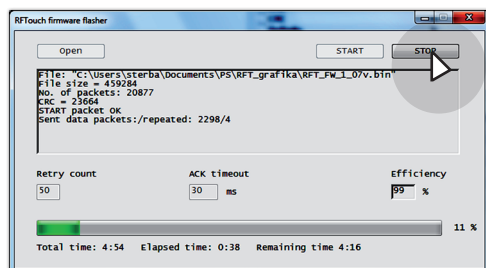 RFTouch firmware flasher
Open START STOP
File: "C:\Users\sterba\Documents\PS\RFT_grafika\RFT_FW_1_07v.bin"
File size = 459284
No. of packets: 20877
CRC = 23664
START packet OK
Sent data packets:/repeated: 2298/4
Retry count ACK timeout Efficiency
50 30 ms 99 %
11 %
Total time: 4:54 Elapsed time: 0:38 Remaining time 4:16